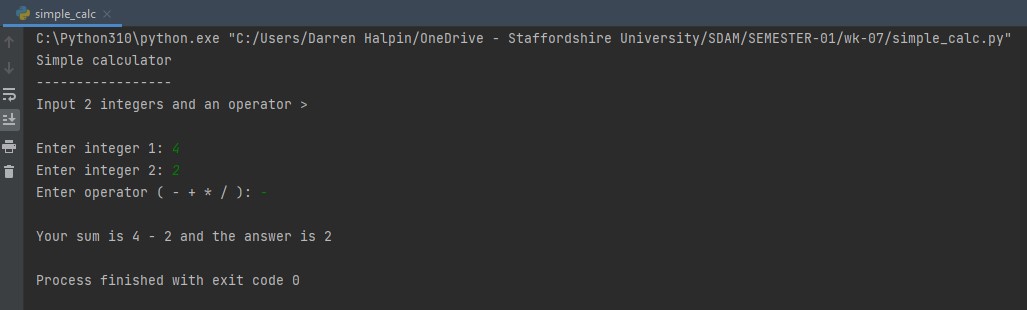 simple_calc
C:\Python310\python.exe "C:/Users/Darren Halpin/OneDrive - Staffordshire University/SDAM/SEMESTER-01/wk-07/simple_calc.py"
Simple calculator
-----------------
Input 2 integers and an operator >
Enter integer 1: 4
Enter integer 2: 2
Enter operator ( - + * / ): -
Your sum is 4 - 2 and the answer is 2
Process finished with exit code 0